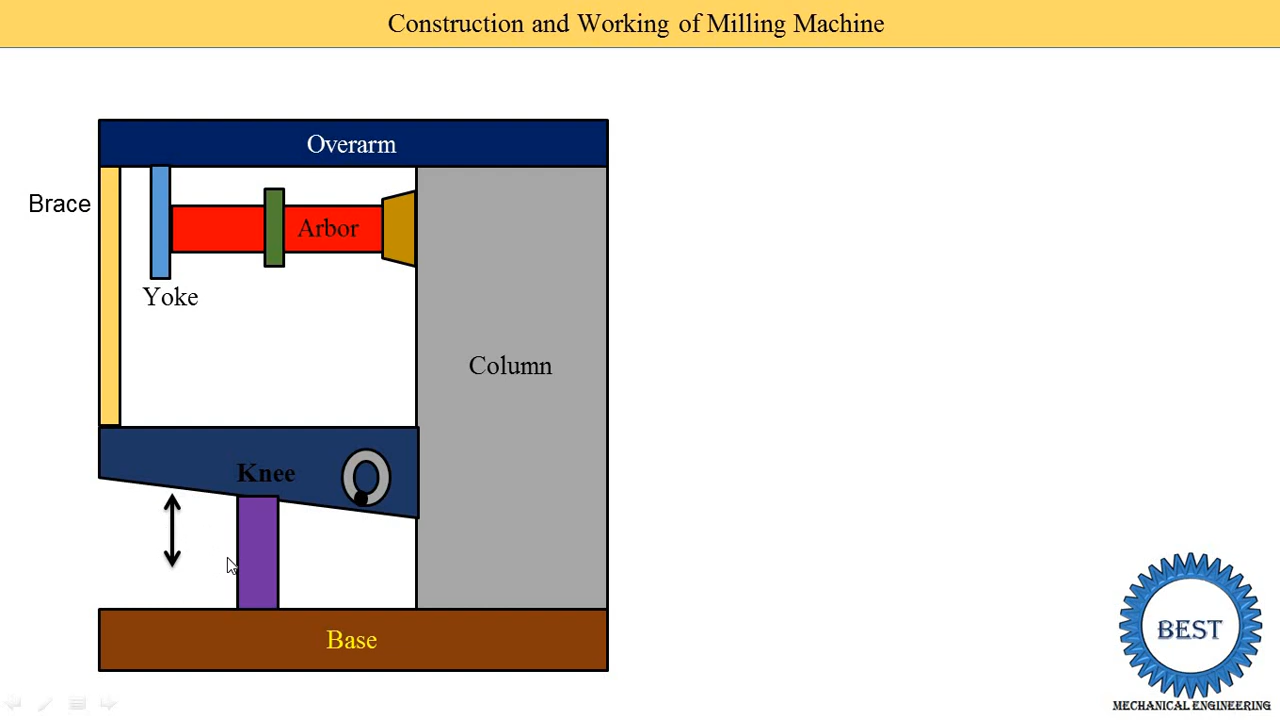 Construction and Working of Milling Machine
Overarm
Brace
Arbor
Yoke
Column
Knee
Base
BEST
MECHANICAL ENGINEERING